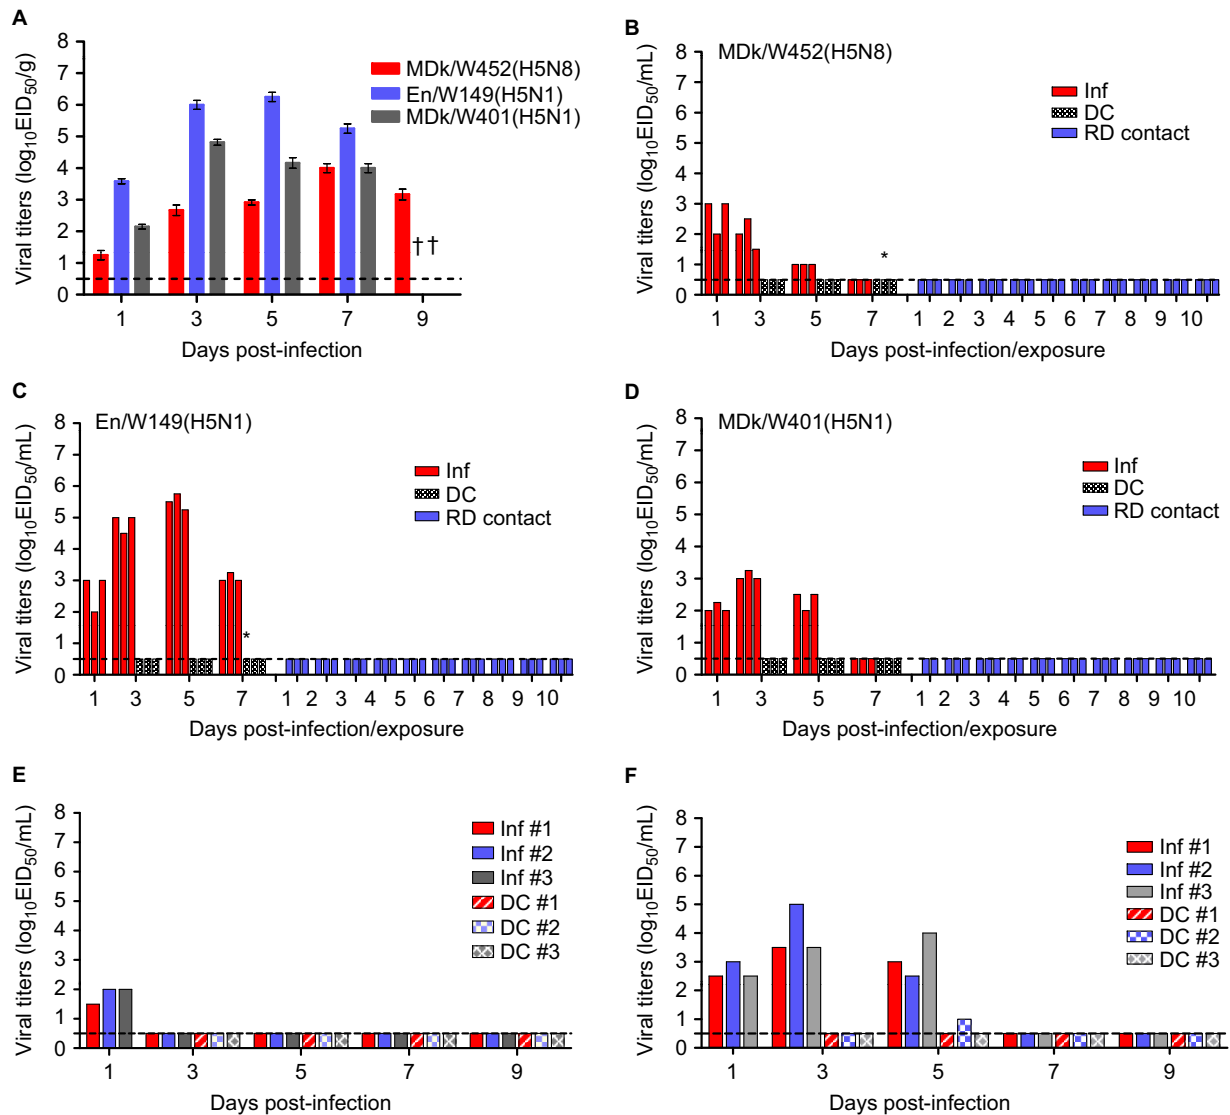 A
Viral titers (log10EID50/g)
8
7
6
5
4
3
2
1
0
MDk/W452(H5N8)
En/W149(H5N1)
MDk/W401(H5N1)
††
1 3 5 7 9
Days post-infection
B
MDk/W452(H5N8)
Viral titers (log10EID50/mL)
8
7
6
5
4
3
2
1
0
Inf
DC
RD contact
*
1 3 5 7 1 2 3 4 5 6 7 8 9 10
Days post-infection/exposure
C
En/W149(H5N1)
Viral titers (log10EID50/mL)
8
7
6
5
4
3
2
1
0
Inf
DC
RD contact
*
1 3 5 7 1 2 3 4 5 6 7 8 9 10
Days post-infection/exposure
D
MDk/W401(H5N1)
Viral titers (log10EID50/mL)
8
7
6
5
4
3
2
1
0
Inf
DC
RD contact
1 3 5 7 1 2 3 4 5 6 7 8 9 10
Days post-infection/exposure
E
Viral titers (log10EID50/mL)
8
7
6
5
4
3
2
1
0
Inf #1
Inf #2
Inf #3
DC #1
DC #2
DC #3
1 3 5 7 9
Days post-infection
F
Viral titers (log10EID50/mL)
8
7
6
5
4
3
2
1
0
Inf #1
Inf #2
Inf #3
DC #1
DC #2
DC #3
1 3 5 7 9
Days post-infection